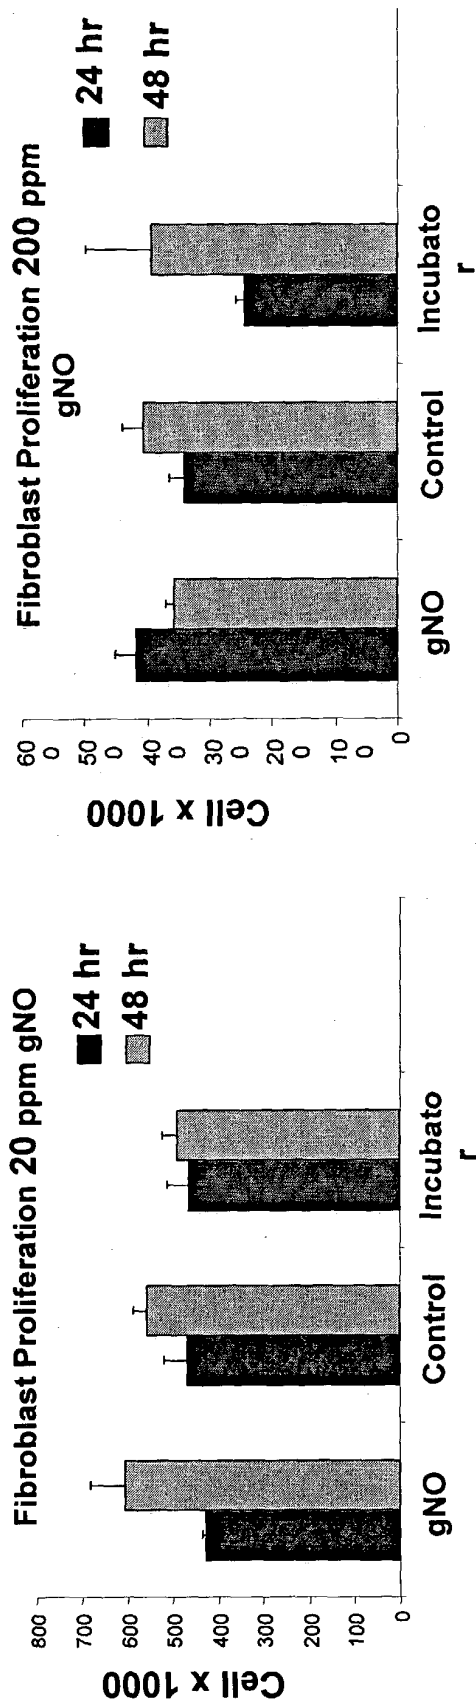 Fibroblast Proliferation 20 ppm gNO
24 hr
48 hr
Cell x 1000
800
700
600
500
400
300
200
100
0
gNO
Control
Incubato
r
Fibroblast Proliferation 200 ppm
gNO
24 hr
48 hr
Cell x 1000
60
0
40
0
30
0
20
0
10
0
0
gNO
Control
Incubato
r